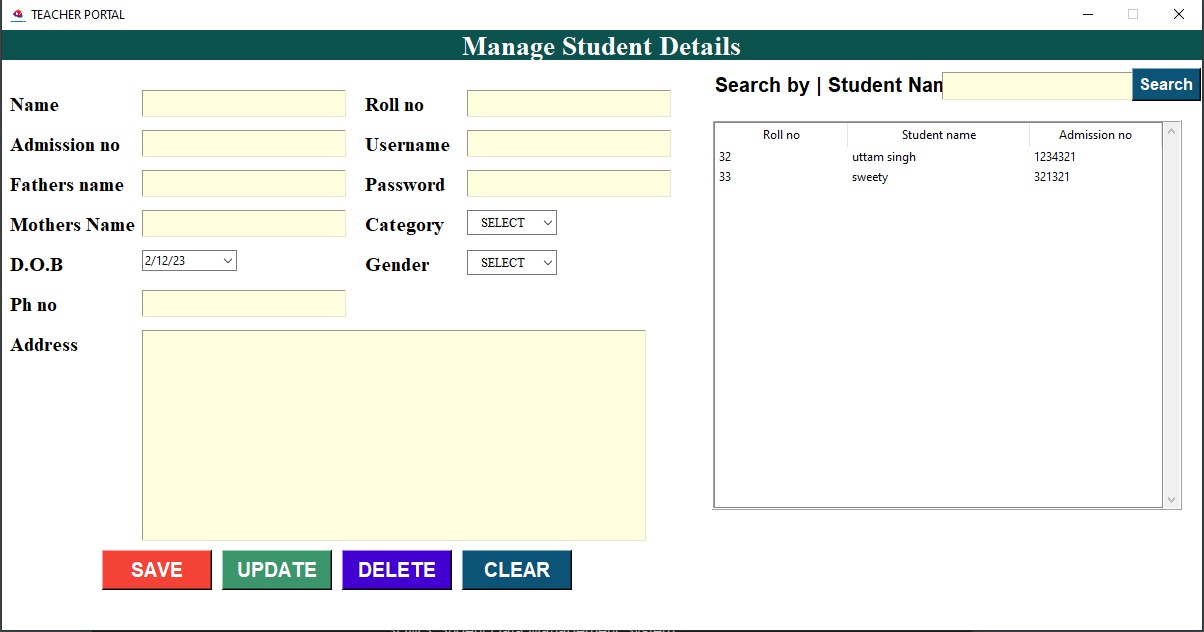 TEACHER PORTAL
Manage Student Details
Search by | Student Nan
Search
Name
Roll no
Admission no
Username
Fathers name
Password
Mothers Name
Category
SELECT
D.O.B
2/12/23
Gender
SELECT
Ph no
Address
Roll no Student name Admission no
32 uttam singh 1234321
33 sweety 321321
SAVE UPDATE DELETE CLEAR